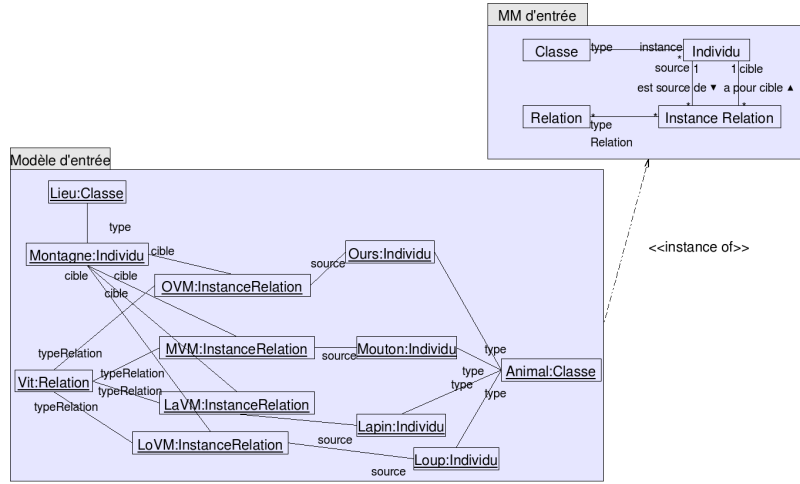 MM d'entrée
Classe
type
instance
*
Individu
source 1
1 cible
est source de ▼
a pour cible ▲
*
*
Relation
*
*
Instance Relation
type
Relation
Modèle d'entrée
Lieu:Classe
type
Montagne:Individu
cible
cible
cible
cible
source
Ours:Individu
OVM:InstanceRelation
<<instance of>>
MVM:InstanceRelation
source
Mouton:Individu
type
typeRelation
Vit:Relation
typeRelation
typeRelation
typeRelation
type
type
type
Animal:Classe
LaVM:InstanceRelation
Lapin:Individu
LoVM:InstanceRelation
source
Loup:Individu
source